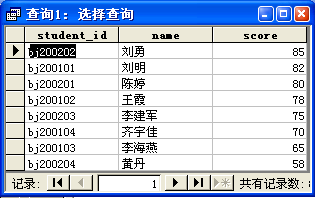 查询1：选择查询
student_id name score
bj200202 刘勇 85
bj200101 刘明 82
bj200201 陈婷 80
bj200102 王霞 78
bj200203 李建军 75
bj200104 齐宇佳 70
bj200103 李海燕 65
bj200204 黄丹 58
记录: 1 共有记录数: